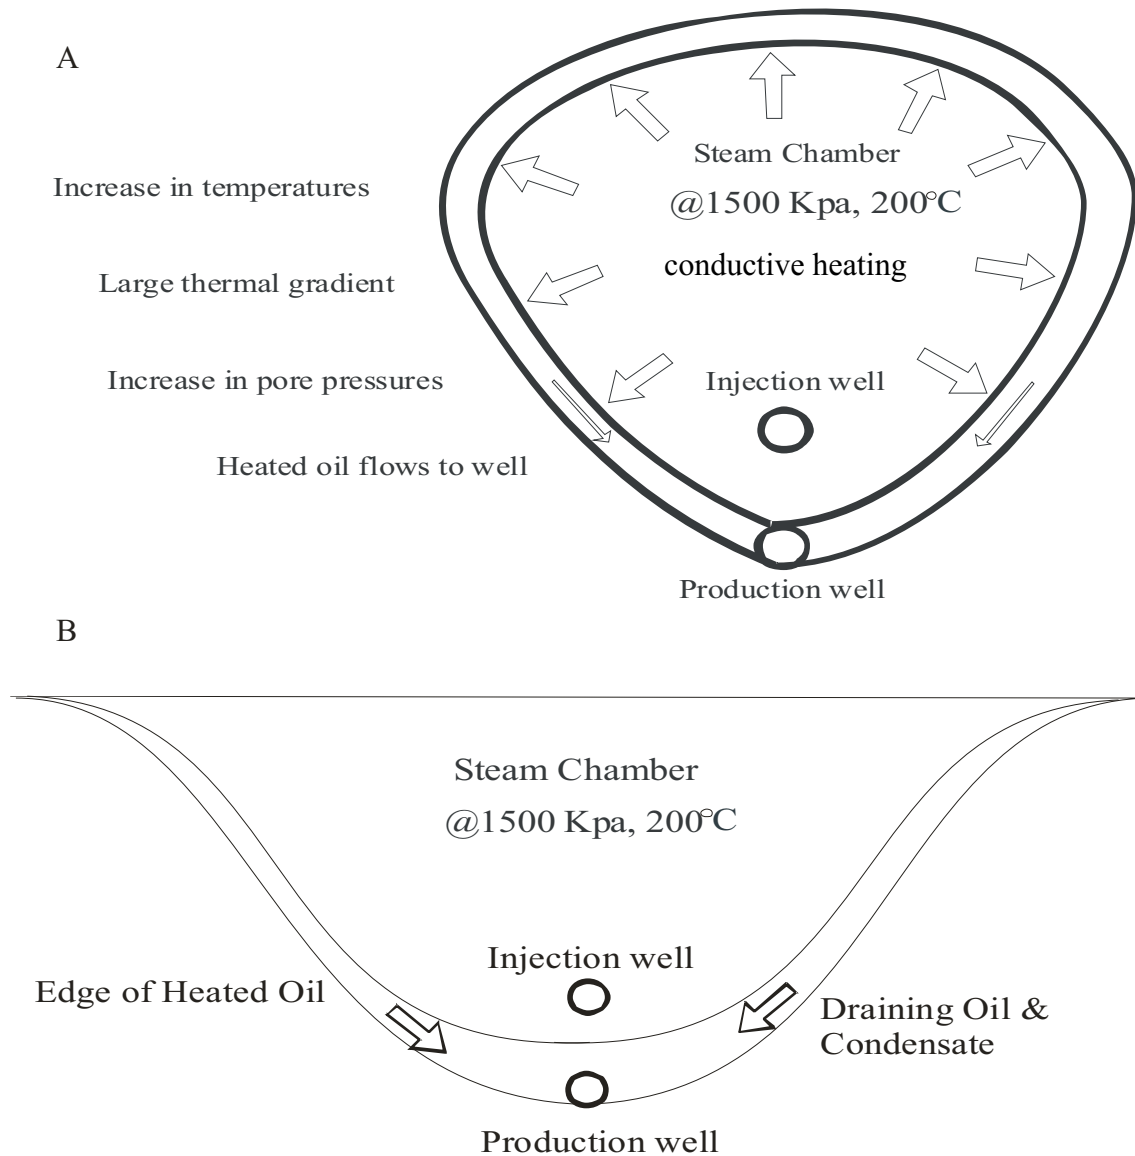 A
Steam Chamber
@1500 Kpa, 200°C
Increase in temperatures
conductive heating
Large thermal gradient
Increase in pore pressures
Injection well
Heated oil flows to well
Production well
B
Steam Chamber
@1500 Kpa, 200°C
Injection well
Edge of Heated Oil
Draining Oil &
Condensate
Production well